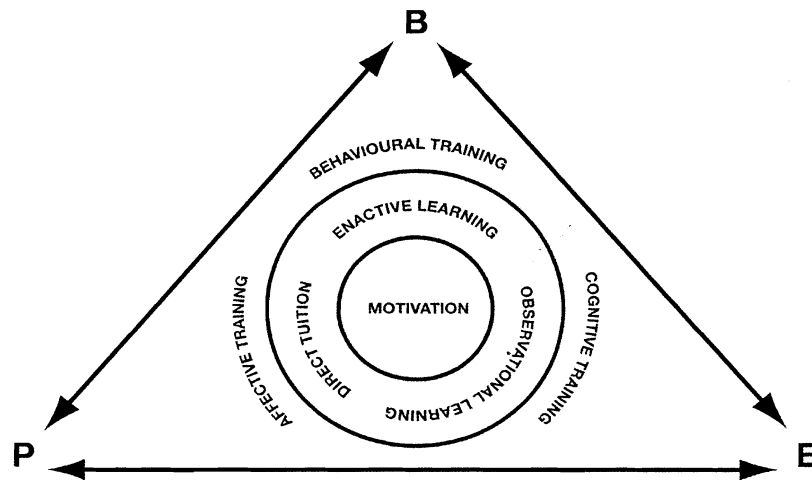 B
BEHAVIOURAL TRAINING
ENACTIVE LEARNING
AFFECTIVE TRAINING
DIRECT TUITION
MOTIVATION
OBSERVATIONAL LEARNING
COGNITIVE TRAINING
P
E